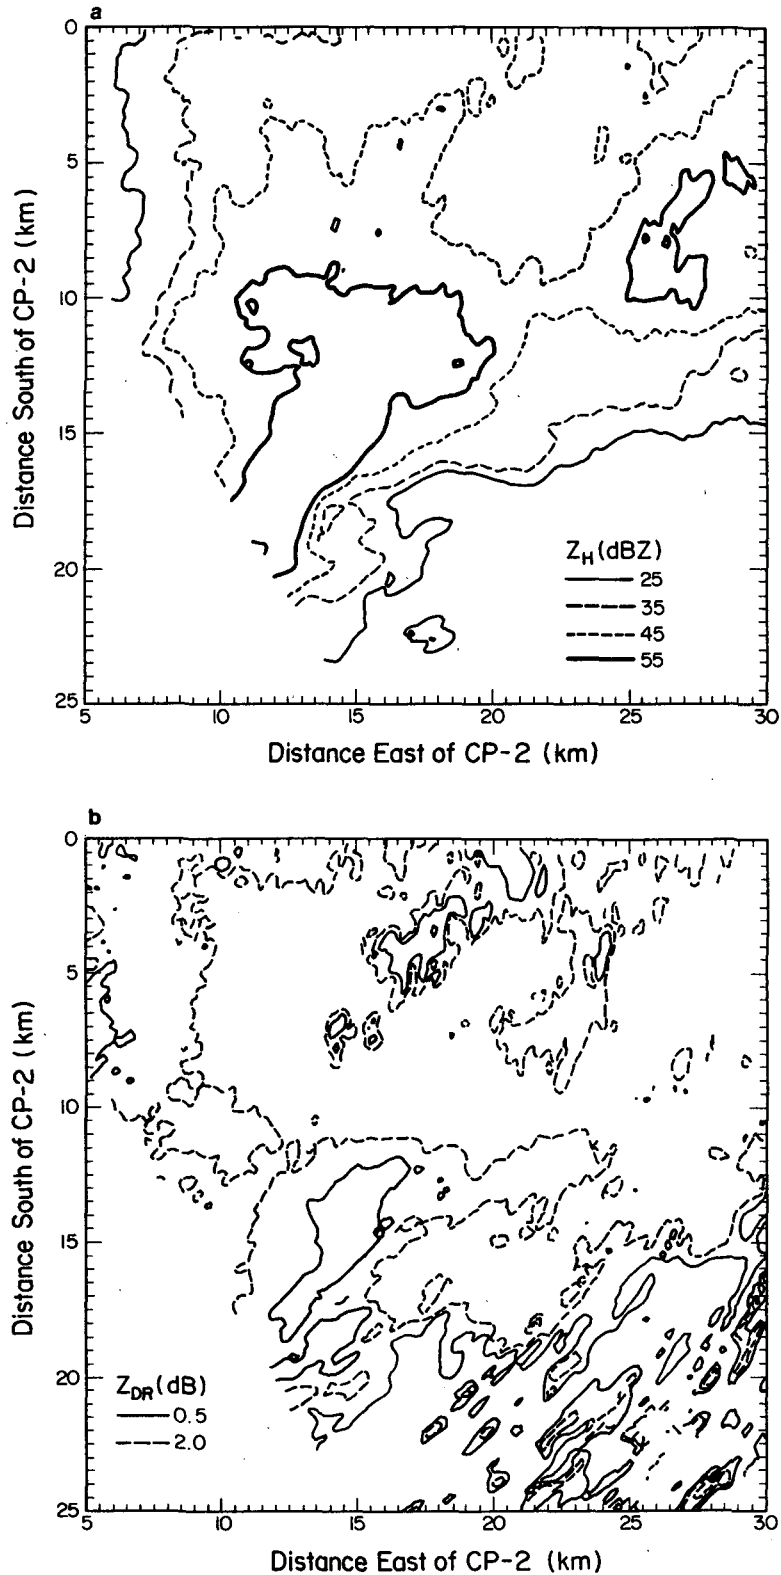 a
0
5
10
15
20
25
Distance South of CP-2 (km)
Z_H (dBZ)
25
35
45
55
5 10 15 20 25 30
Distance East of CP-2 (km)
b
0
5
10
15
20
25
Distance South of CP-2 (km)
Z_DR (dB)
0.5
2.0
5 10 15 20 25 30
Distance East of CP-2 (km)